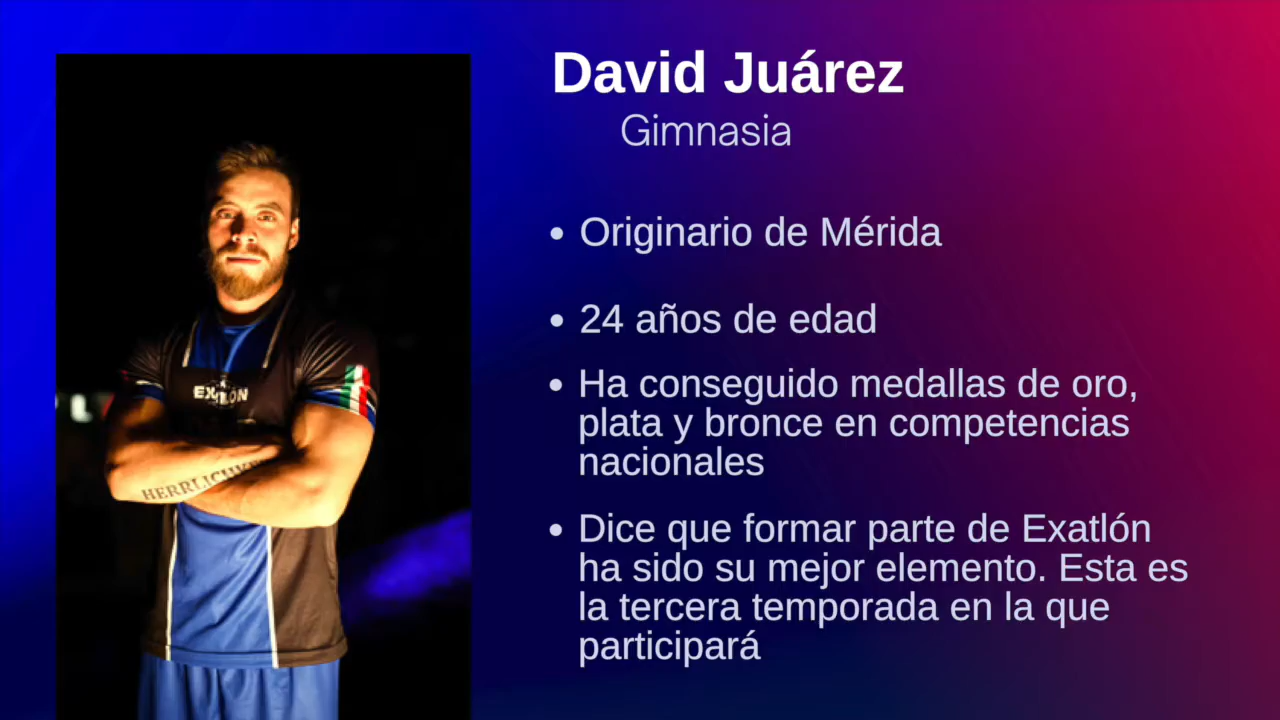 David Juárez
Gimnasia
• Originario de Mérida
• 24 años de edad
• Ha conseguido medallas de oro,
plata y bronce en competencias
nacionales
• Dice que formar parte de Exatlón
ha sido su mejor elemento. Esta es
la tercera temporada en la que
participará
EXATLÓN